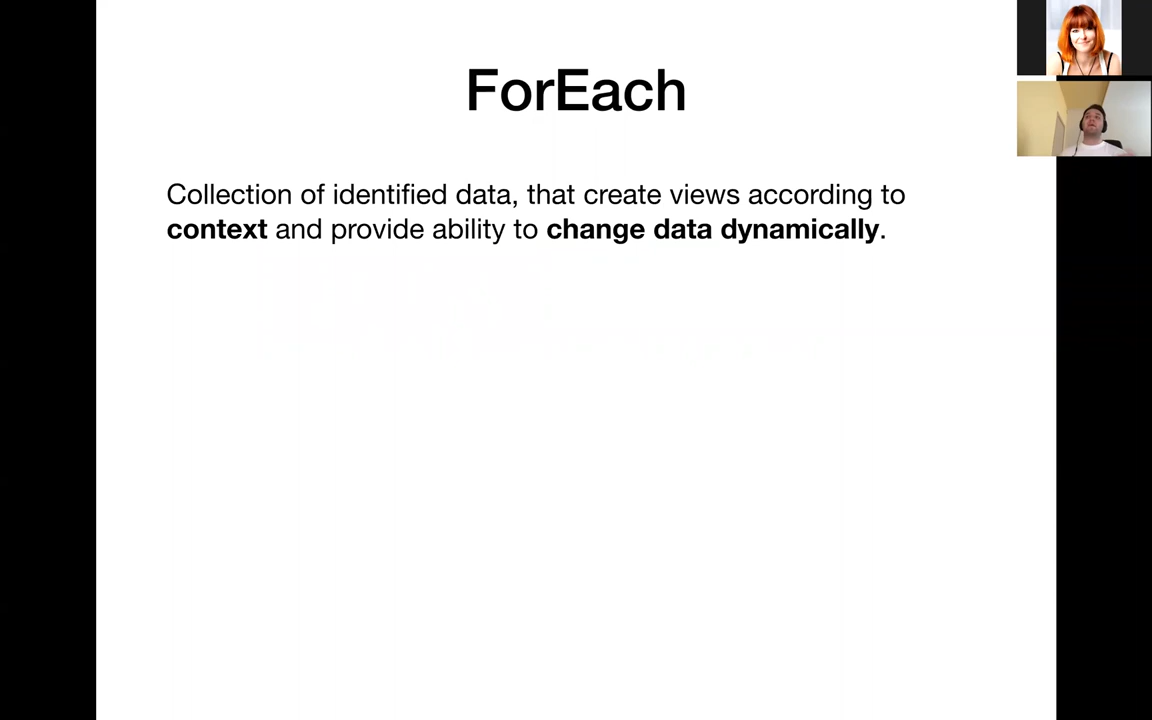 ForEach
Collection of identified data, that create views according to
context and provide ability to change data dynamically.